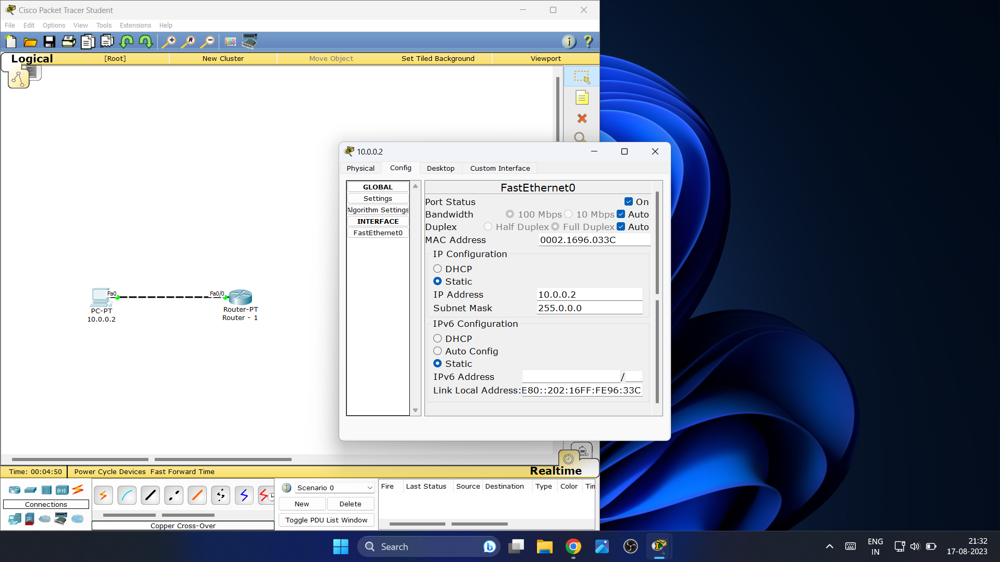 Cisco Packet Tracer Student
File Edit Options View Tools Extensions Help
Logical [Root] New Cluster Move Object Set Tiled Background Viewport
10.0.0.2
Physical Config Desktop Custom Interface
GLOBAL
Settings
Algorithm Settings
INTERFACE
FastEthernet0
FastEthernet0
Port Status On
Bandwidth 100 Mbps 10 Mbps Auto
Duplex Half Duplex Full Duplex Auto
MAC Address 0002.1696.033C
IP Configuration
DHCP
Static
IP Address 10.0.0.2
Subnet Mask 255.0.0.0
IPv6 Configuration
DHCP
Auto Config
Static
IPv6 Address /
Link Local Address: E80::202:16FF:FE96:33C
Fa0 Fa0/0
PC-PT
10.0.0.2
Router-PT
Router - 1
Time: 00:04:50 Power Cycle Devices Fast Forward Time
Realtime
Connections
Copper Cross-Over
Scenario 0
New Delete
Toggle PDU List Window
Fire Last Status Source Destination Type Color Tim
Search
ENG
IN
21:32
17-08-2023